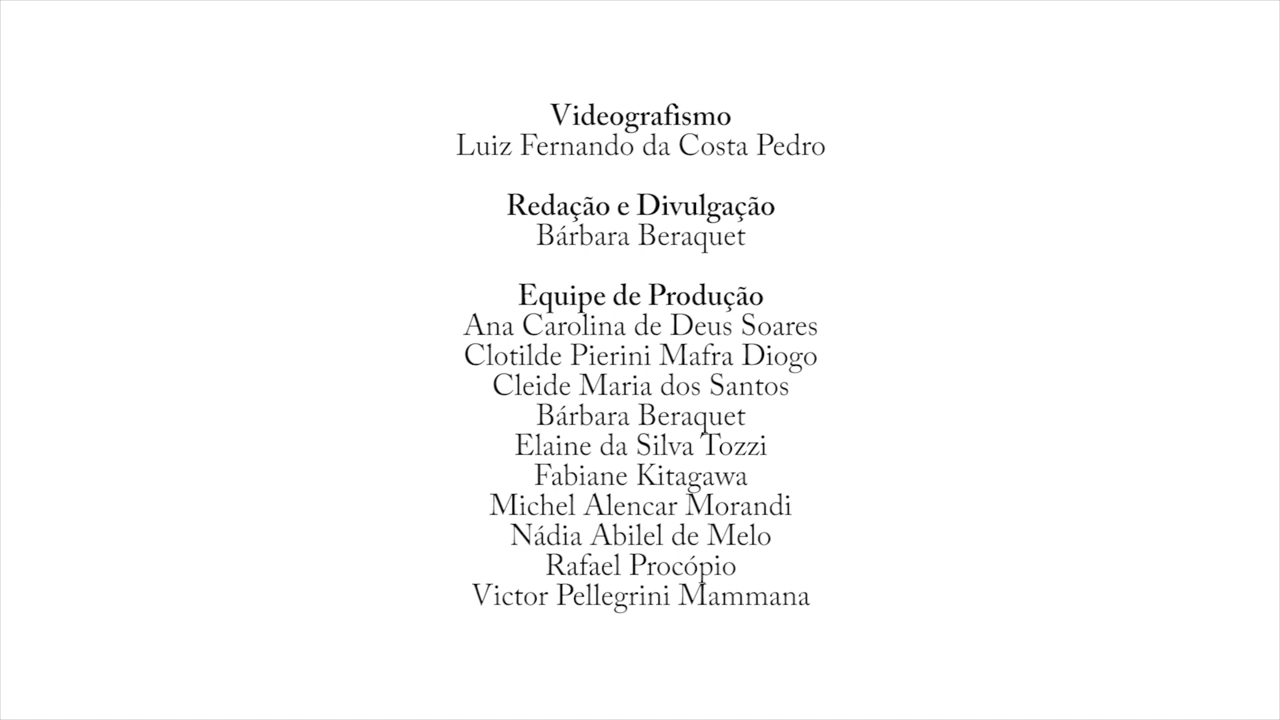 Videografismo
Luiz Fernando da Costa Pedro
Redação e Divulgação
Bárbara Beraquet
Equipe de Produção
Ana Carolina de Deus Soares
Clotilde Pierini Mafra Diogo
Cleide Maria dos Santos
Bárbara Beraquet
Elaine da Silva Tozzi
Fabiane Kitagawa
Michel Alencar Morandi
Nádia Abilel de Melo
Rafael Procópio
Victor Pellegrini Mammana